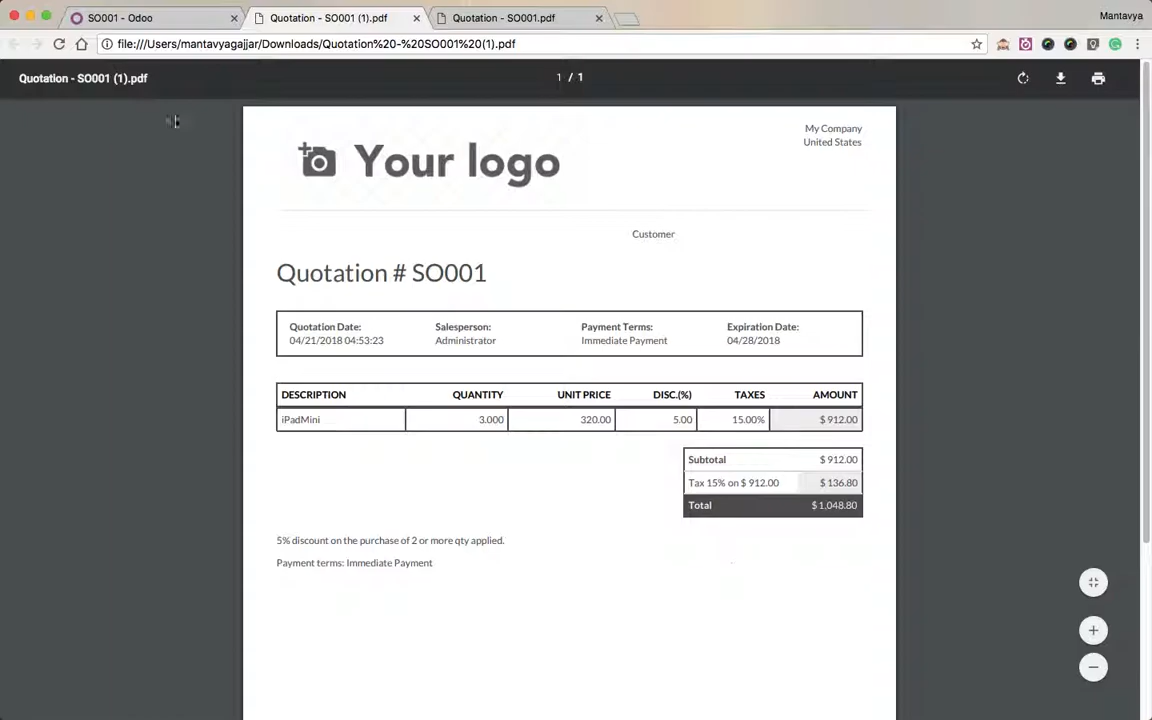 SO001 - Odoo
Quotation - SO001 (1).pdf
Quotation - SO001.pdf
Mantavya
file:///Users/mantavyagajjar/Downloads/Quotation%20-%20SO001%20(1).pdf
Quotation - SO001 (1).pdf
1 / 1
My Company
United States
Your logo
Customer
Quotation # SO001
Quotation Date: Salesperson: Payment Terms: Expiration Date:
04/21/2018 04:53:23 Administrator Immediate Payment 04/28/2018
DESCRIPTION QUANTITY UNIT PRICE DISC.(%) TAXES AMOUNT
iPadMini 3.000 320.00 5.00 15.00% $ 912.00
Subtotal $ 912.00
Tax 15% on $ 912.00 $ 136.80
Total $ 1,048.80
5% discount on the purchase of 2 or more qty applied.
Payment terms: Immediate Payment